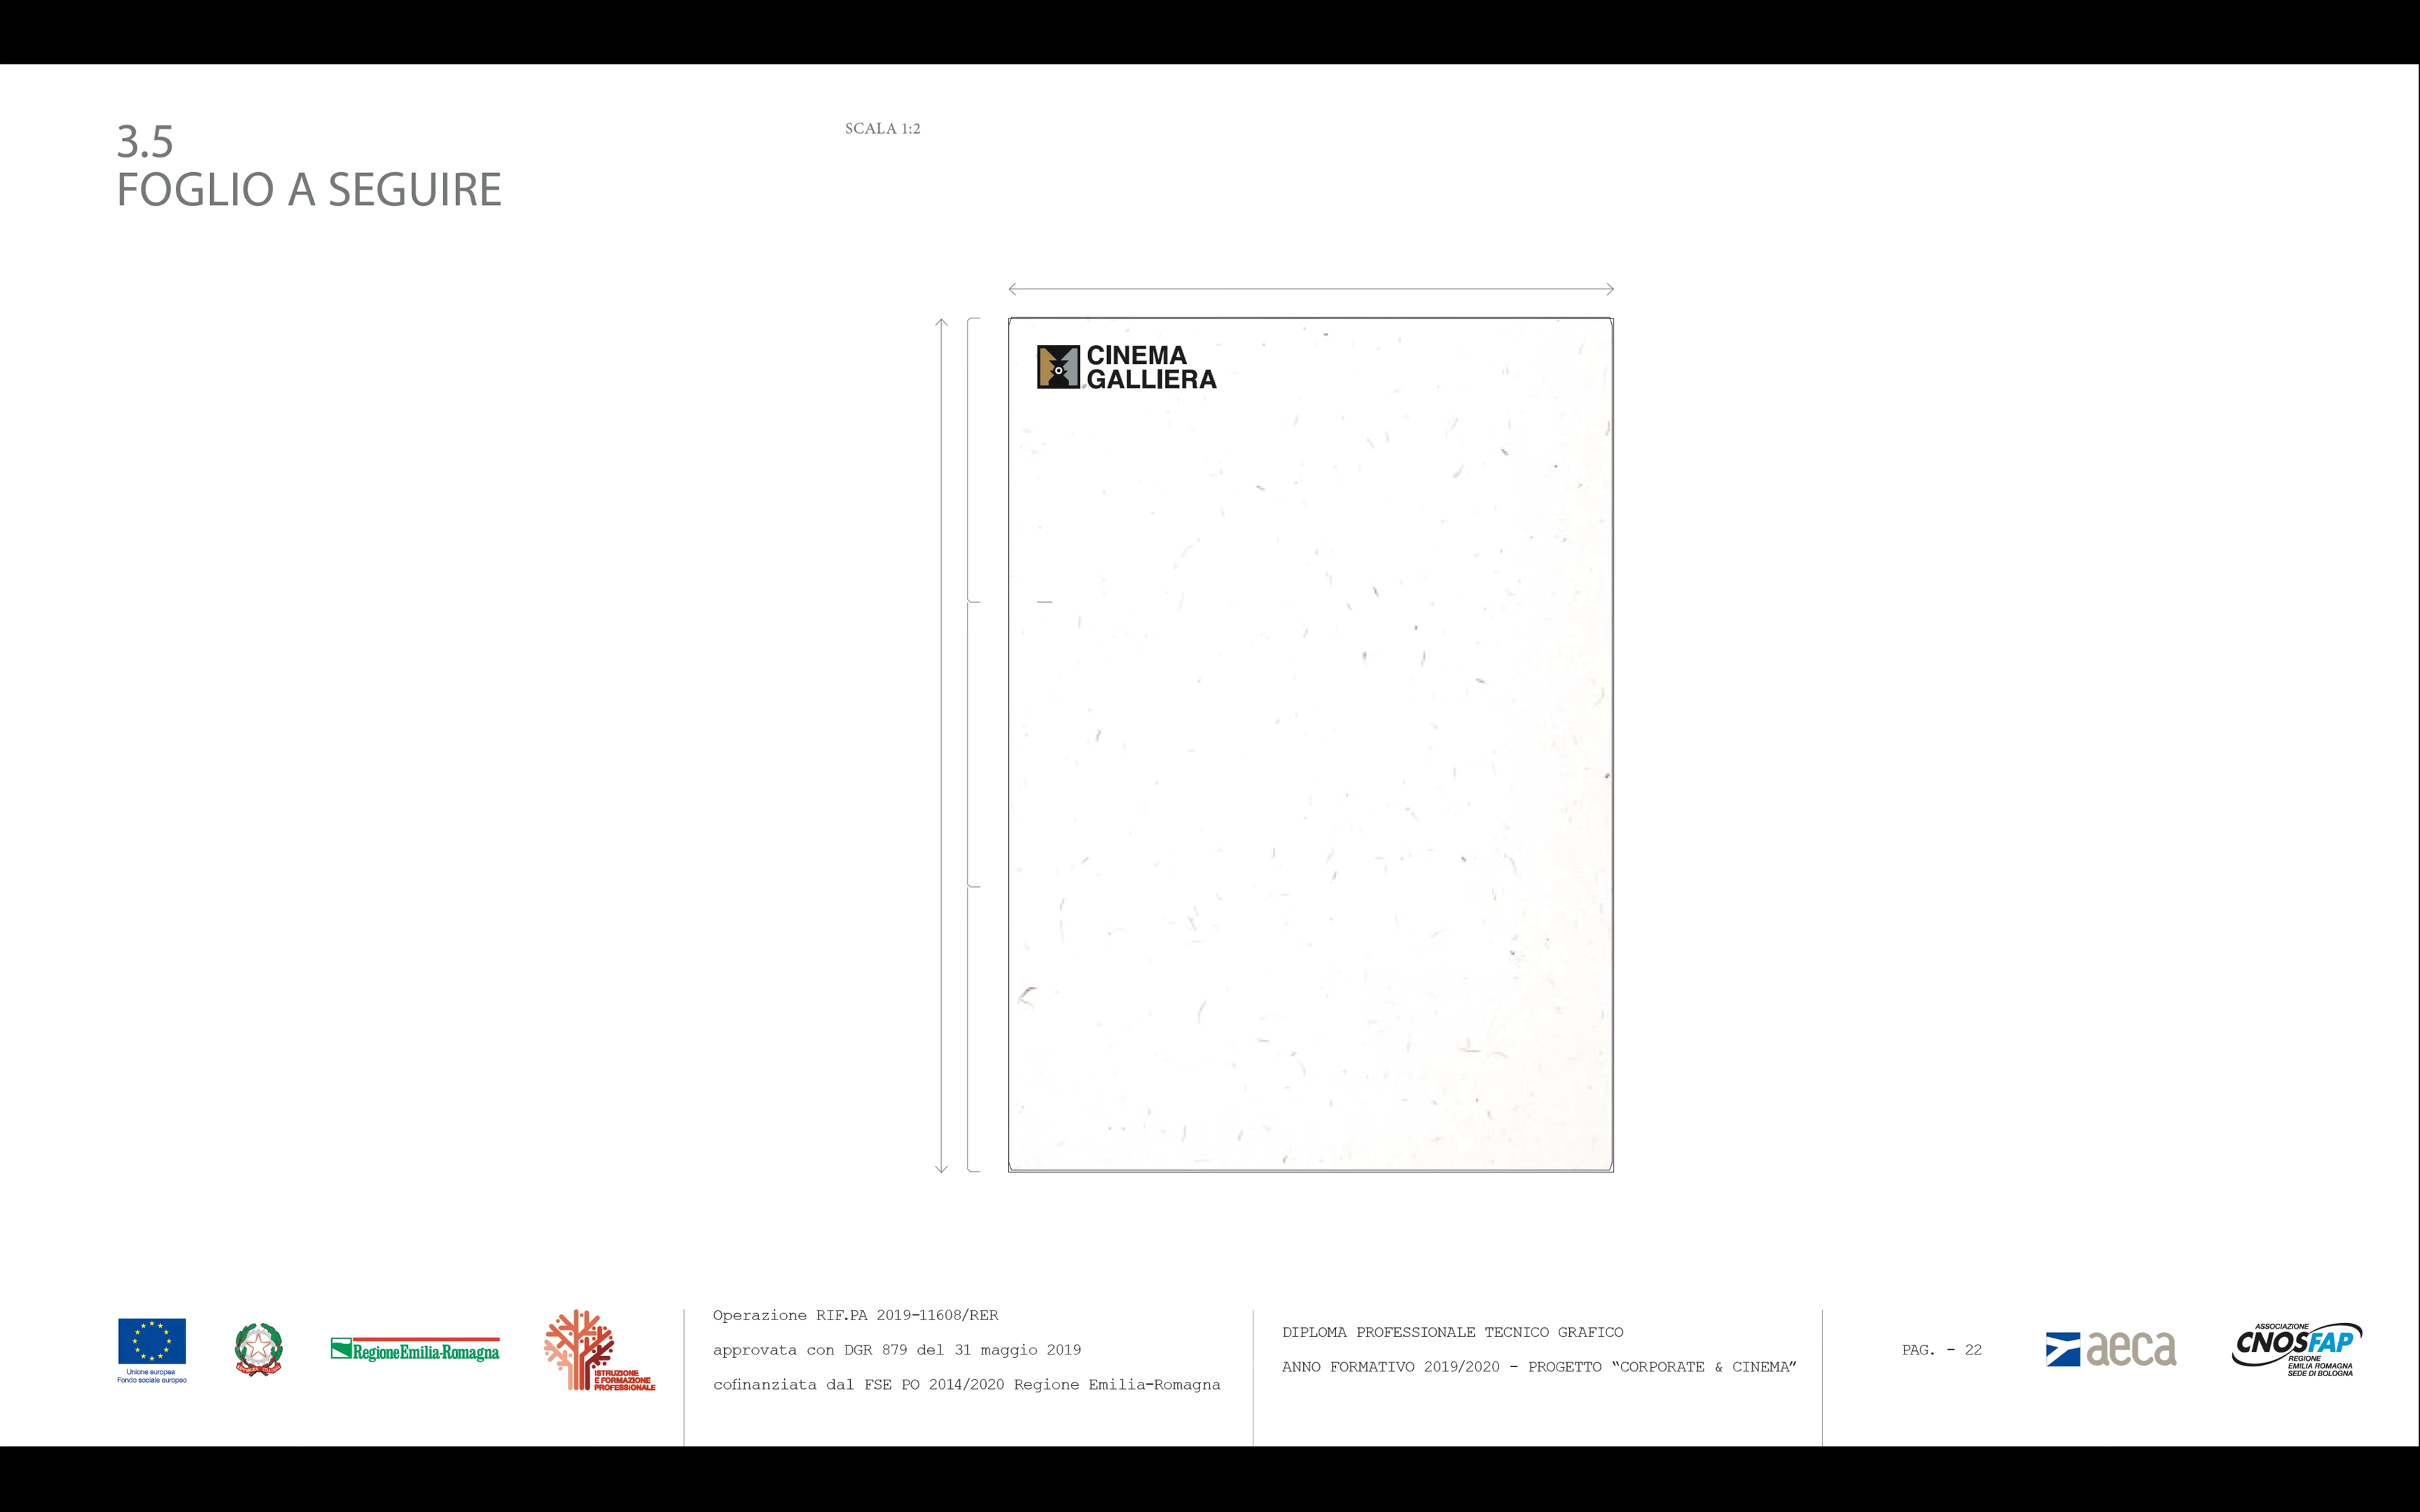 3.5
FOGLIO A SEGUIRE
SCALA 1:2
CINEMA
GALLIERA
Unione europea
Fondo sociale europeo
RegioneEmilia-Romagna
ISTRUZIONE
E FORMAZIONE
PROFESSIONALE
Operazione RIF.PA 2019-11608/RER
approvata con DGR 879 del 31 maggio 2019
cofinanziata dal FSE PO 2014/2020 Regione Emilia-Romagna
DIPLOMA PROFESSIONALE TECNICO GRAFICO
ANNO FORMATIVO 2019/2020 - PROGETTO “CORPORATE & CINEMA”
PAG. - 22
aeca
ASSOCIAZIONE
CNOSFAP
REGIONE
EMILIA ROMAGNA
SEDE DI BOLOGNA